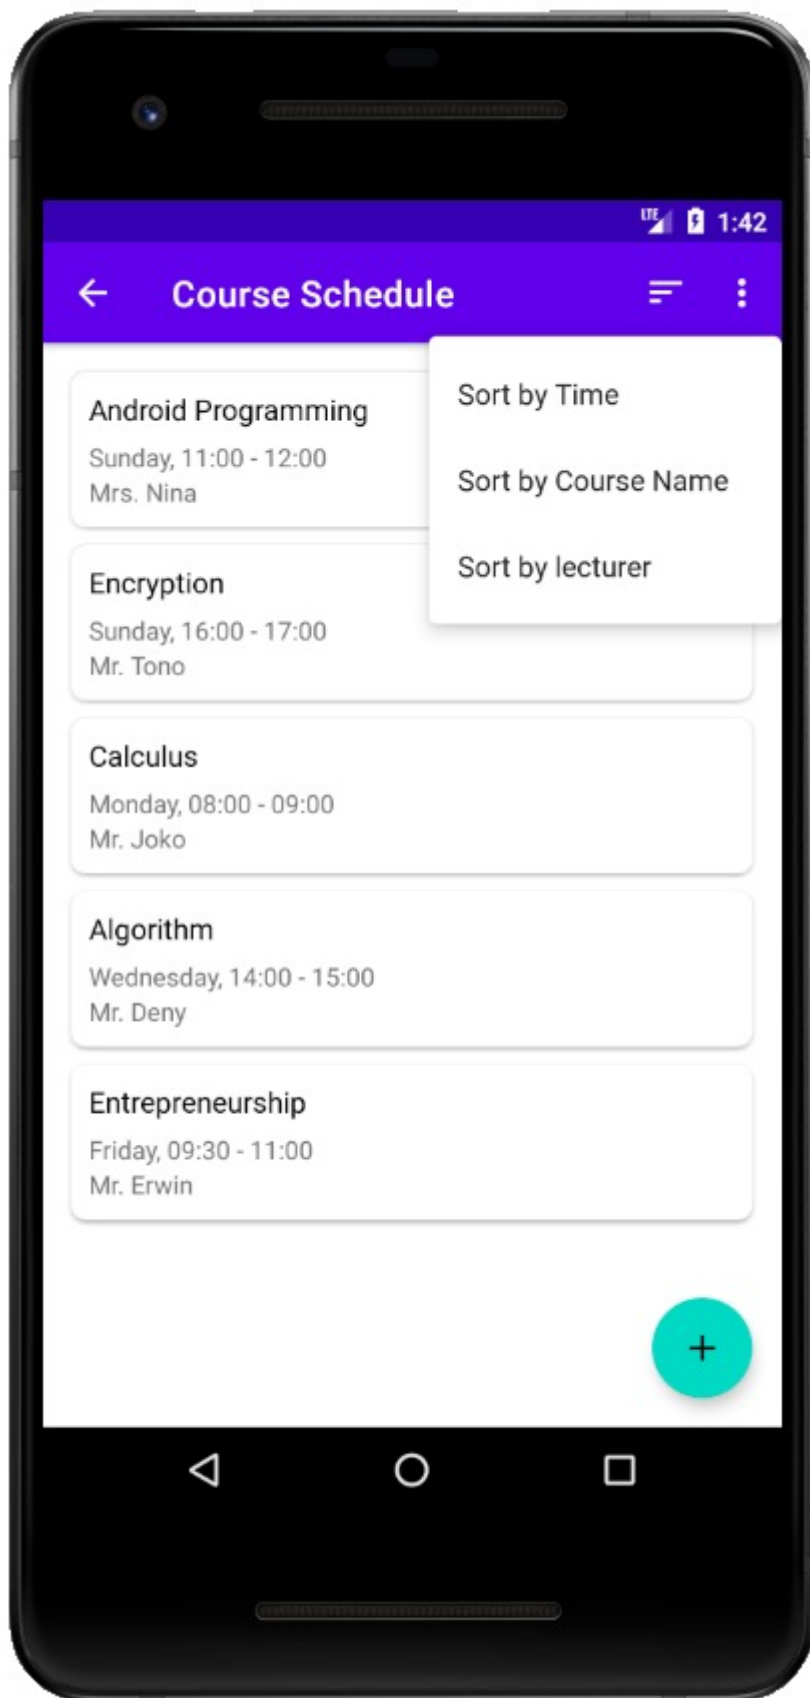 LTE 1:42
Course Schedule
Sort by Time
Sort by Course Name
Sort by lecturer
Android Programming
Sunday, 11:00 - 12:00
Mrs. Nina
Encryption
Sunday, 16:00 - 17:00
Mr. Tono
Calculus
Monday, 08:00 - 09:00
Mr. Joko
Algorithm
Wednesday, 14:00 - 15:00
Mr. Deny
Entrepreneurship
Friday, 09:30 - 11:00
Mr. Erwin
+